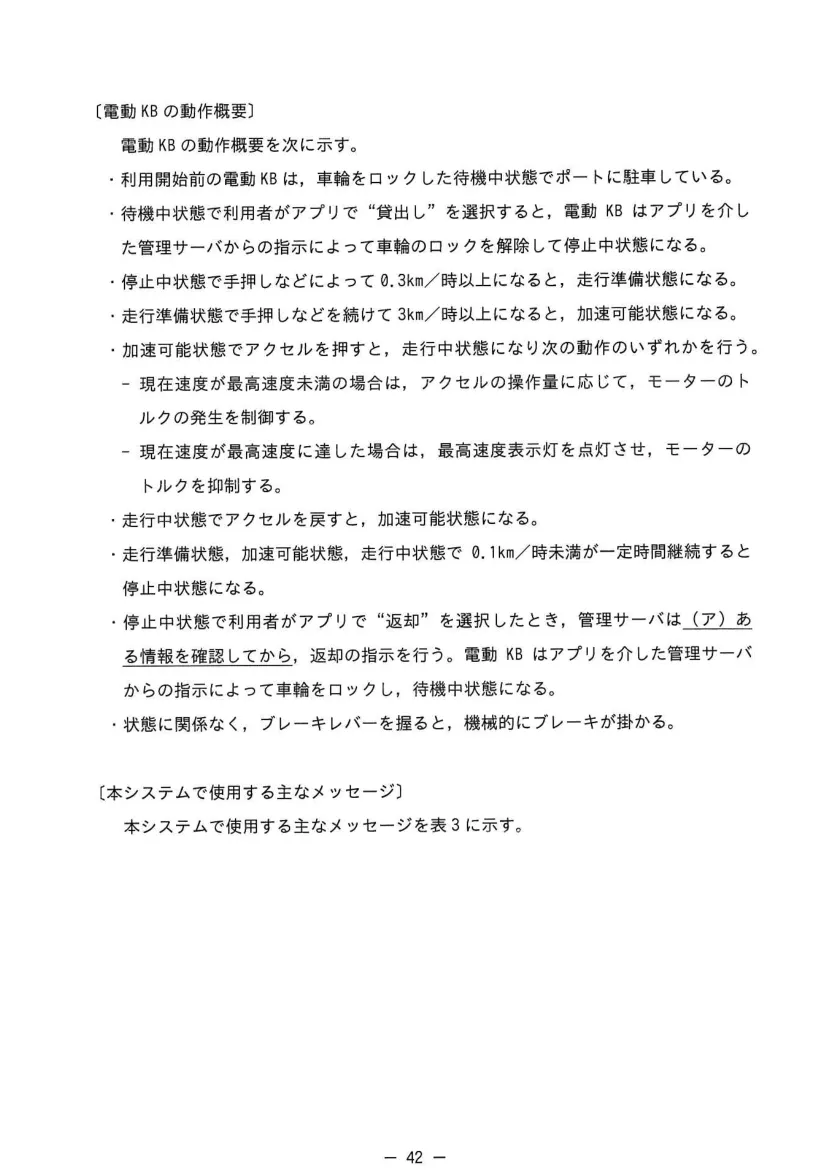 〔電動 KB の動作概要〕
電動 KB の動作概要を次に示す。
・利用開始前の電動 KB は，車輪をロックした待機中状態でポートに駐車している。
・待機中状態で利用者がアプリで“貸出し”を選択すると，電動 KB はアプリを介し
た管理サーバからの指示によって車輪のロックを解除して停止中状態になる。
・停止中状態で手押しなどによって 0.3km／時以上になると，走行準備状態になる。
・走行準備状態で手押しなどを続けて 3km／時以上になると，加速可能状態になる。
・加速可能状態でアクセルを押すと，走行中状態になり次の動作のいずれかを行う。
－ 現在速度が最高速度未満の場合は，アクセルの操作量に応じて，モーターのト
ルクの発生を制御する。
－ 現在速度が最高速度に達した場合は，最高速度表示灯を点灯させ，モーターの
トルクを抑制する。
・走行中状態でアクセルを戻すと，加速可能状態になる。
・走行準備状態，加速可能状態，走行中状態で 0.1km／時未満が一定時間継続すると
停止中状態になる。
・停止中状態で利用者がアプリで“返却”を選択したとき，管理サーバは（ア）あ
る情報を確認してから，返却の指示を行う。電動 KB はアプリを介した管理サーバ
からの指示によって車輪をロックし，待機中状態になる。
・状態に関係なく，ブレーキレバーを握ると，機械的にブレーキが掛かる。
〔本システムで使用する主なメッセージ〕
本システムで使用する主なメッセージを表 3 に示す。
－ 42 －